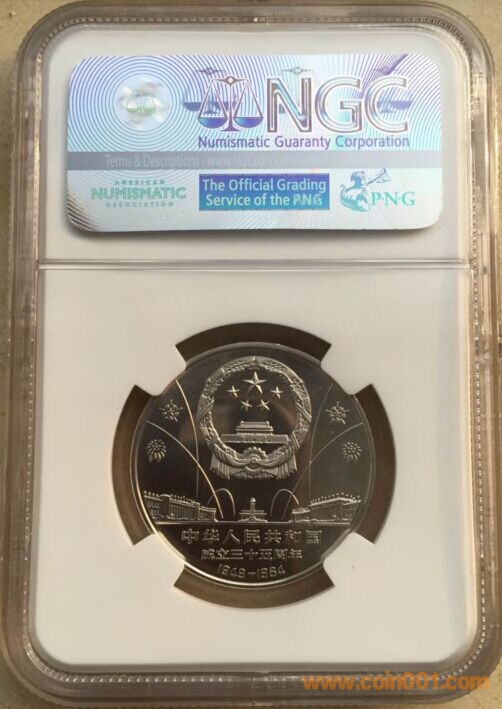 NGC
Numismatic Guaranty Corporation
Terms & Descriptions - www.NGCcoin.com
AMERICAN
NUMISMATIC
ASSOCIATION
The Official Grading
Service of the PNG
P·N·G
中华人民共和国
成立三十五周年
1949-1984
www.coin001.com